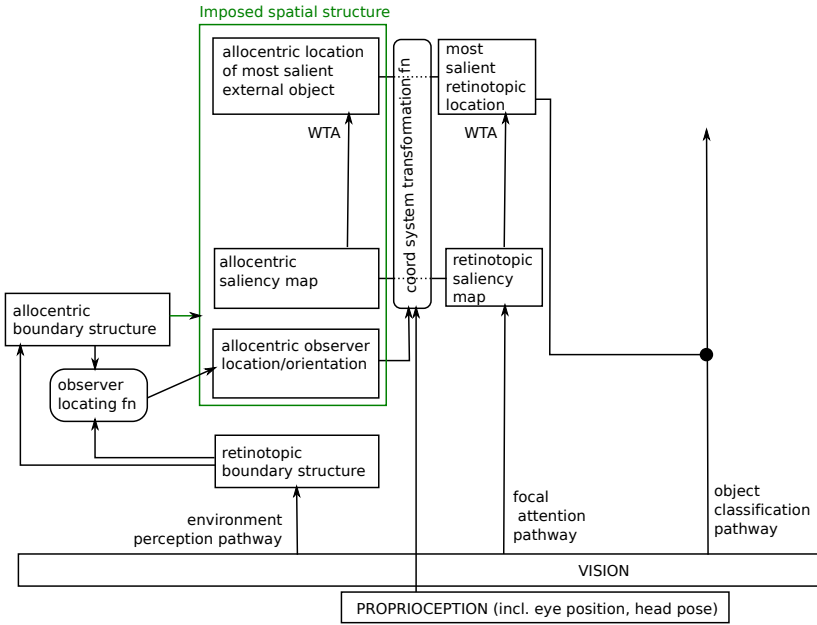 Imposed spatial structure
allocentric location
of most salient
external object
coord system transformation fn
most
salient
retinotopic
location
WTA
WTA
allocentric
saliency map
retinotopic
saliency
map
allocentric
boundary structure
allocentric observer
location/orientation
observer
locating fn
retinotopic
boundary structure
environment
perception pathway
focal
attention
pathway
object
classification
pathway
VISION
PROPRIOCEPTION (incl. eye position, head pose)